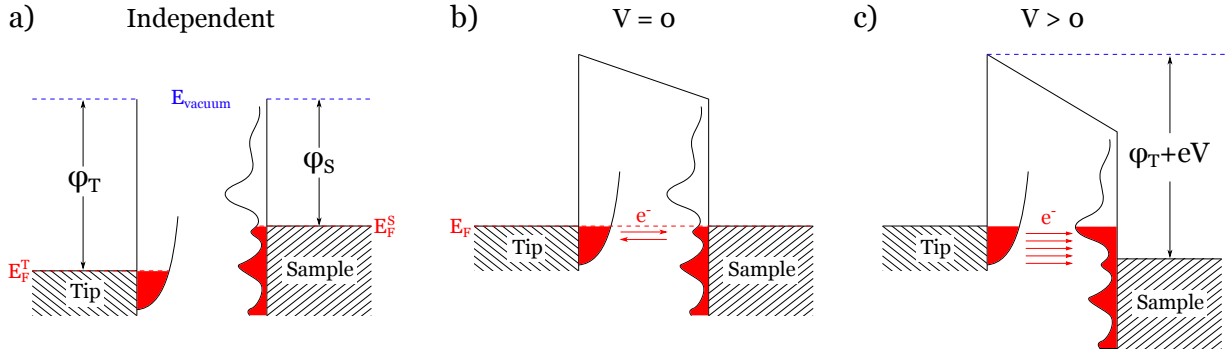 a) Independent
E_vacuum
φ_T
φ_S
E_F^S
E_F^T
Tip
Sample
b) V = 0
E_F
e⁻
Tip
Sample
c) V > 0
φ_T+eV
e⁻
Tip
Sample